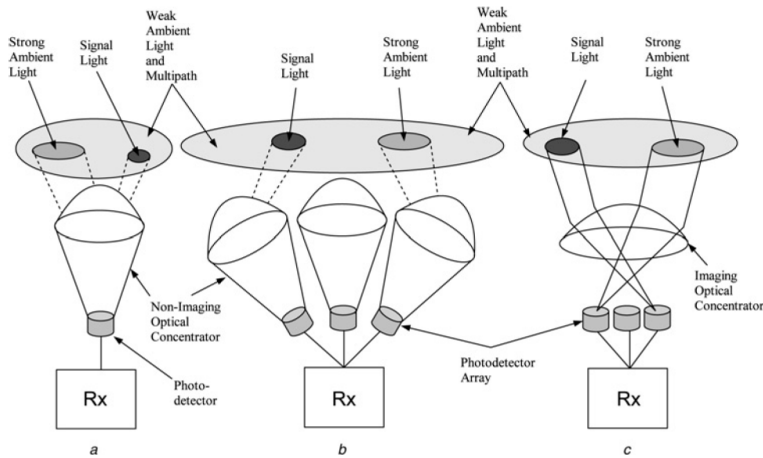 Strong
Ambient
Light
Signal
Light
Weak
Ambient
Light
and
Multipath
Signal
Light
Strong
Ambient
Light
Weak
Ambient
Light
and
Multipath
Signal
Light
Strong
Ambient
Light
Non-Imaging
Optical
Concentrator
Imaging
Optical
Concentrator
Photo-
detector
Photodetector
Array
Rx
Rx
Rx
a
b
c